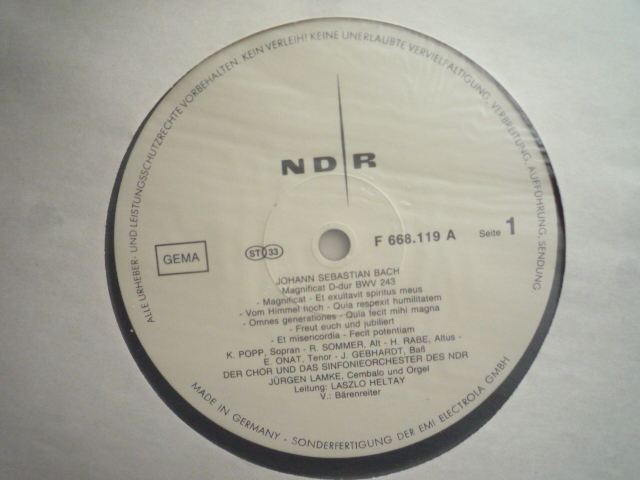 ALLE URHEBER- UND LEISTUNGSSCHUTZRECHTE VORBEHALTEN. KEIN VERLEIH! KEINE UNERLAUBTE VERVIELFÄLTIGUNG, VERBREITUNG, AUFFÜHRUNG, SENDUNG.
NDR
F 668.119 A
Seite 1
GEMA
ST 33
JOHANN SEBASTIAN BACH
Magnificat D-dur BWV 243
- Magnificat - Et exultavit spiritus meus
- Vom Himmel hoch - Quia respexit humilitatem
- Omnes generationes - Quia fecit mihi magna
- Freut euch und jubiliert
- Et misericordia - Fecit potentiam
K. POPP, Sopran - R. SOMMER, Alt - H. RABE, Altus -
E. ONAT, Tenor - J. GEBHARDT, Baß
DER CHOR UND DAS SINFONIEORCHESTER DES NDR
JÜRGEN LAMKE, Cembalo und Orgel
Leitung: LASZLO HELTAY
V.: Bärenreiter
MADE IN GERMANY - SONDERFERTIGUNG DER EMI ELECTROLA GMBH